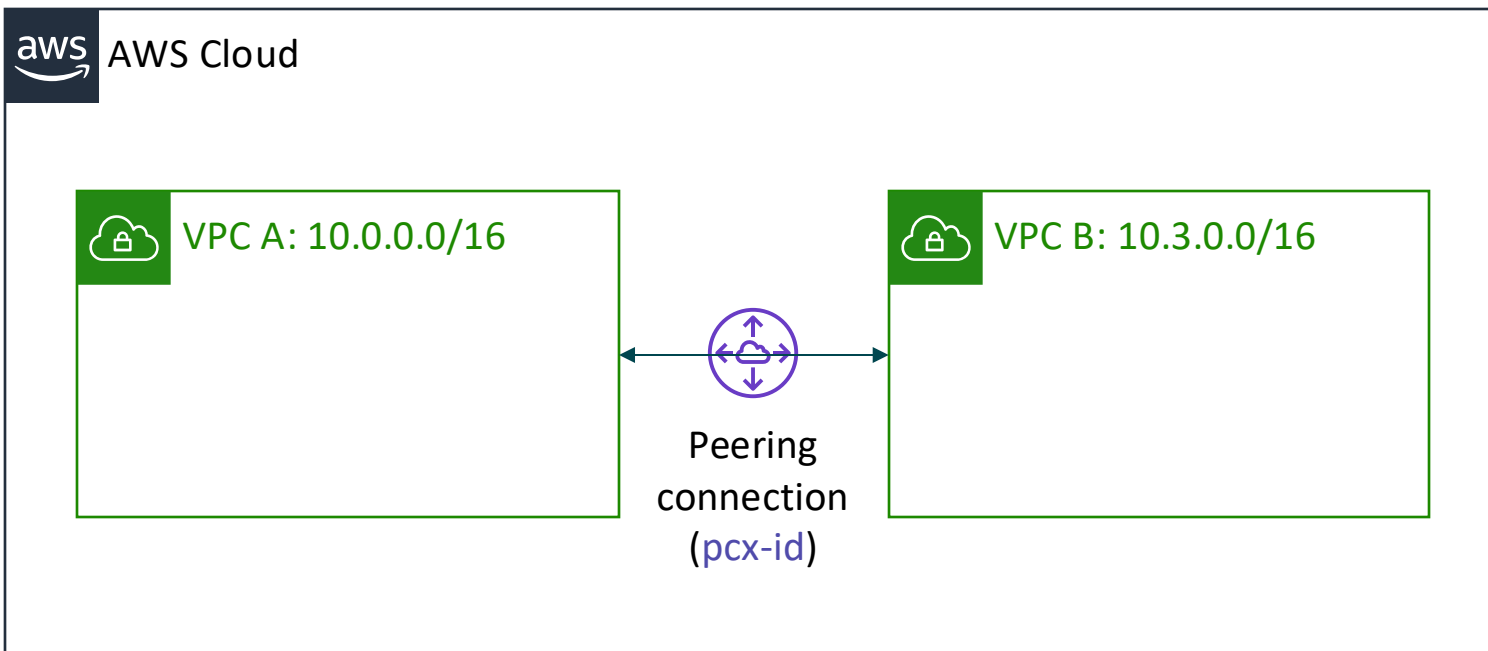 aws
AWS Cloud
VPC A: 10.0.0.0/16
VPC B: 10.3.0.0/16
Peering
connection
(pcx-id)